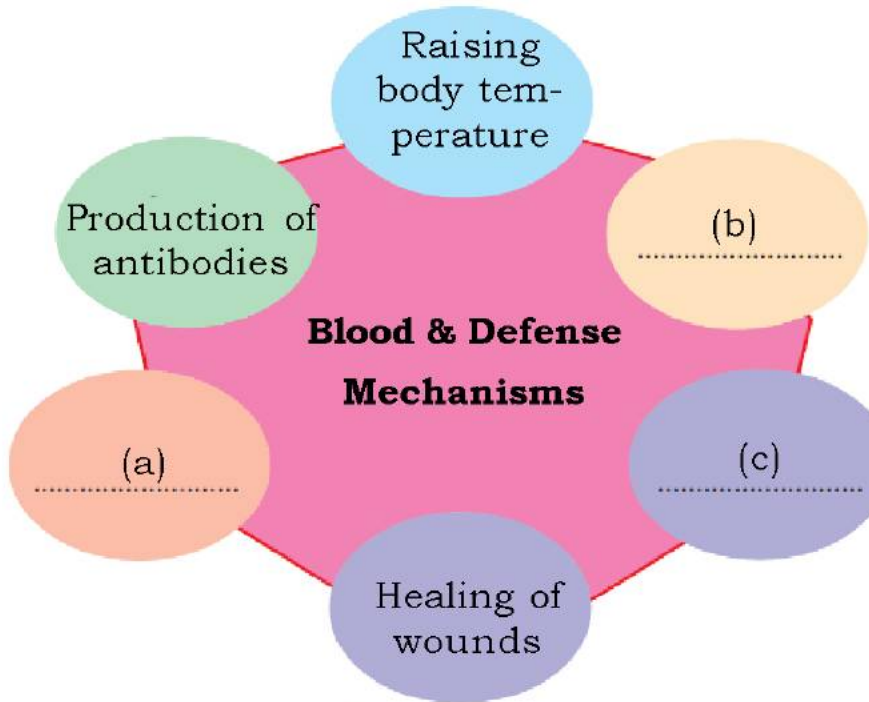 Raising
body tem-
perature
Production of
antibodies
(b)
....................................
Blood & Defense
Mechanisms
(a)
....................................
(c)
....................................
Healing of
wounds